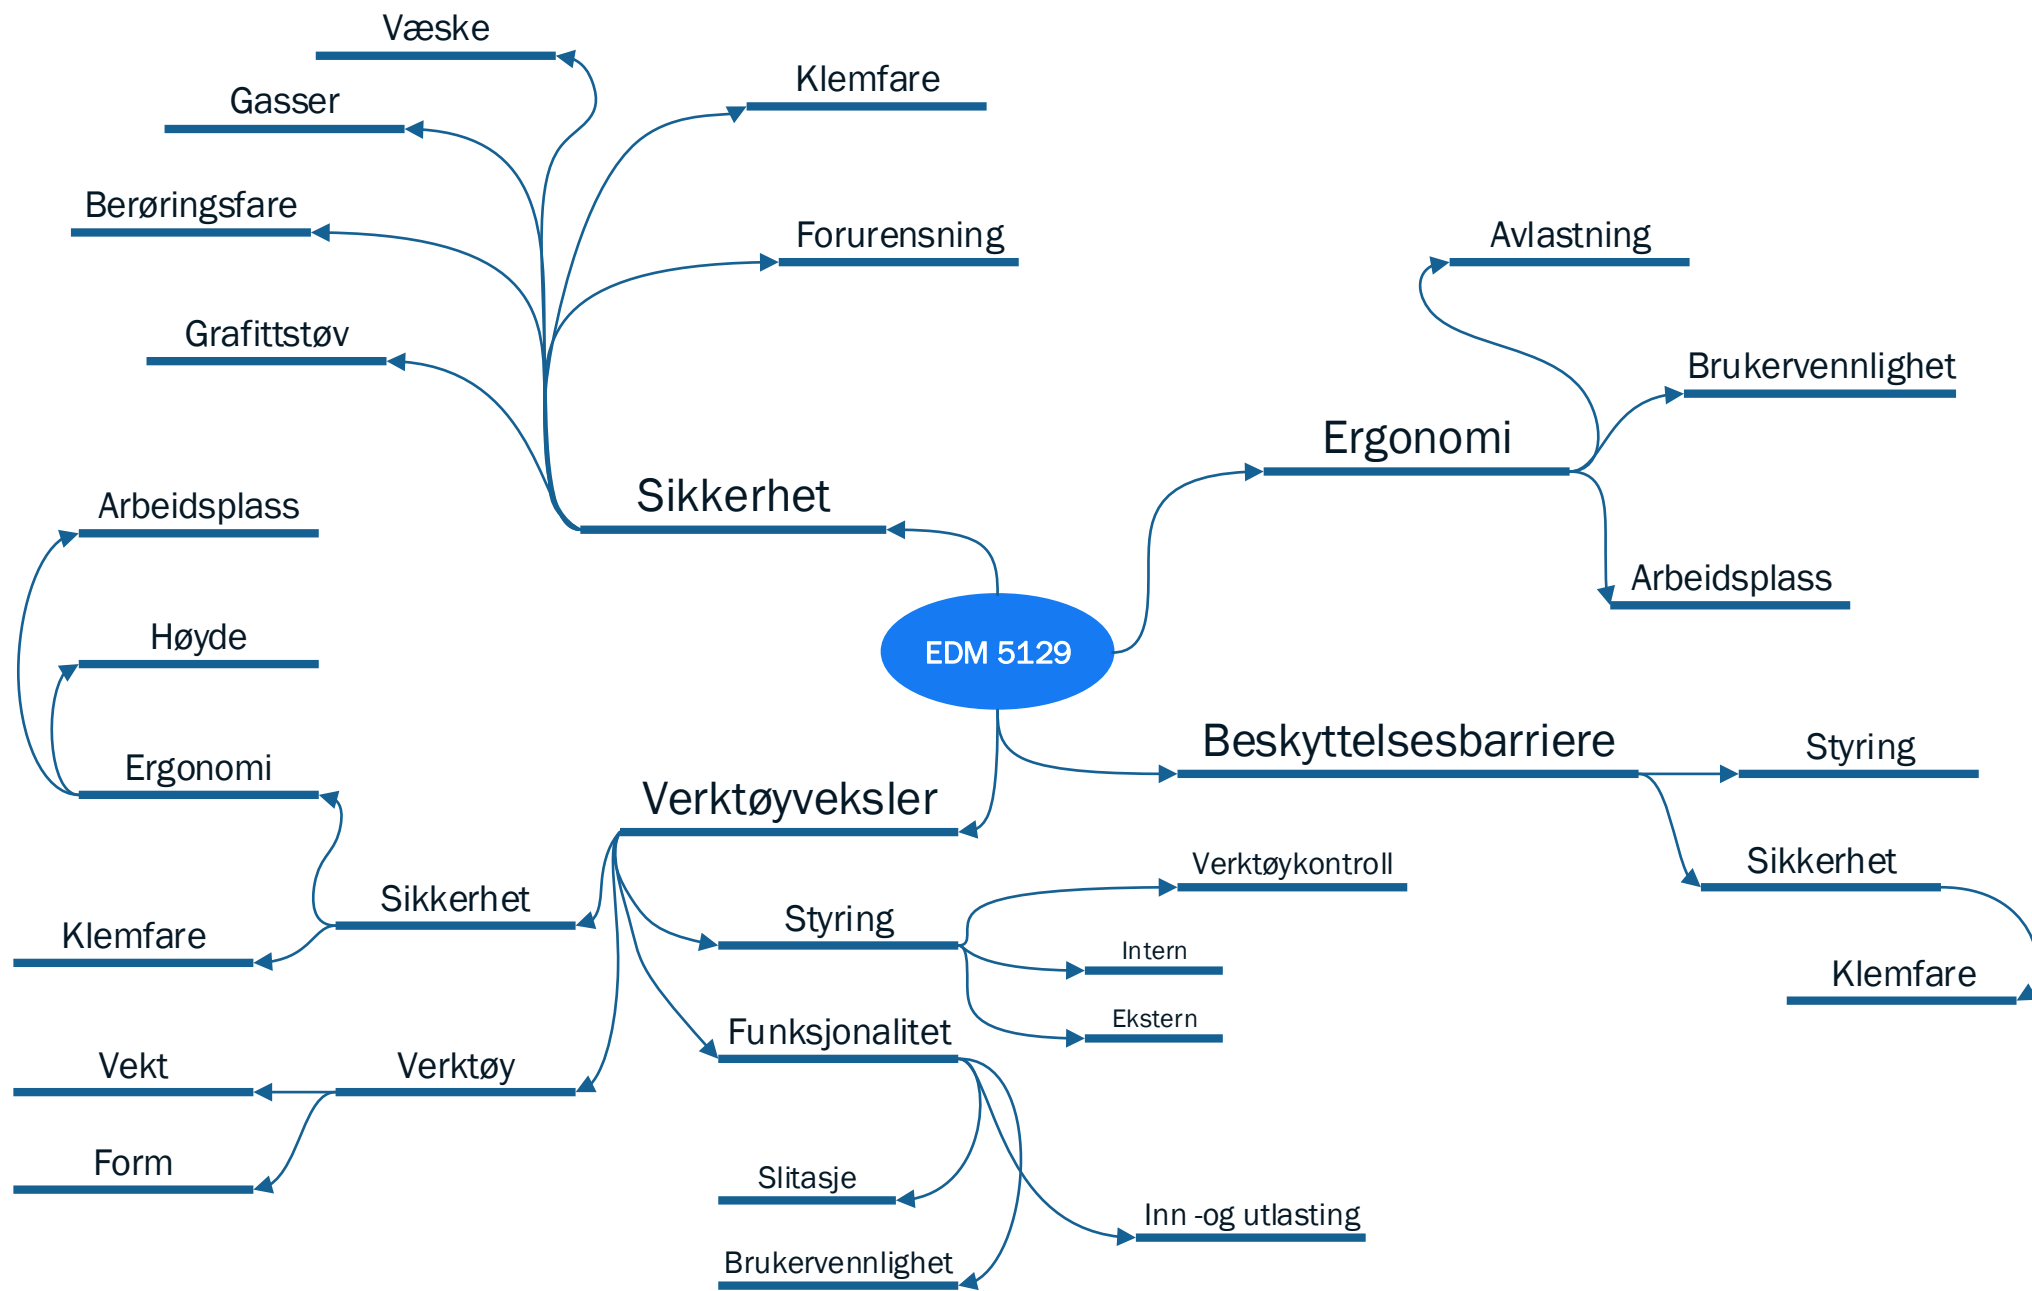 Væske
Klemfare
Gasser
Berøringsfare
Forurensning
Avlastning
Grafittstøv
Brukervennlighet
Ergonomi
Sikkerhet
Arbeidsplass
Arbeidsplass
Høyde
EDM 5129
Beskyttelsesbarriere
Styring
Ergonomi
Verktøyveksler
Verktøykontroll
Sikkerhet
Sikkerhet
Styring
Klemfare
Intern
Klemfare
Ekstern
Funksjonalitet
Vekt
Verktøy
Form
Slitasje
Inn -og utlasting
Brukervennlighet